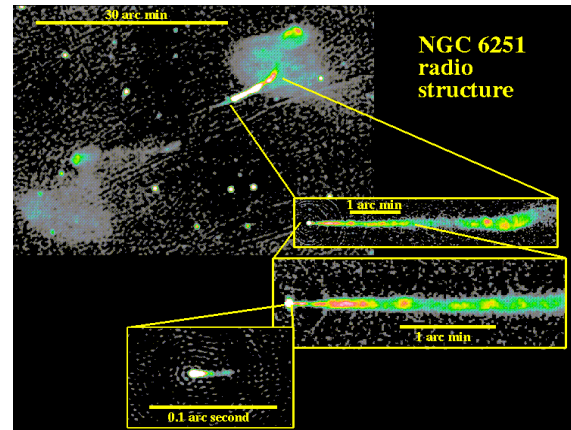 30 arc min
NGC 6251
radio
structure
1 arc min
1 arc min
0.1 arc second